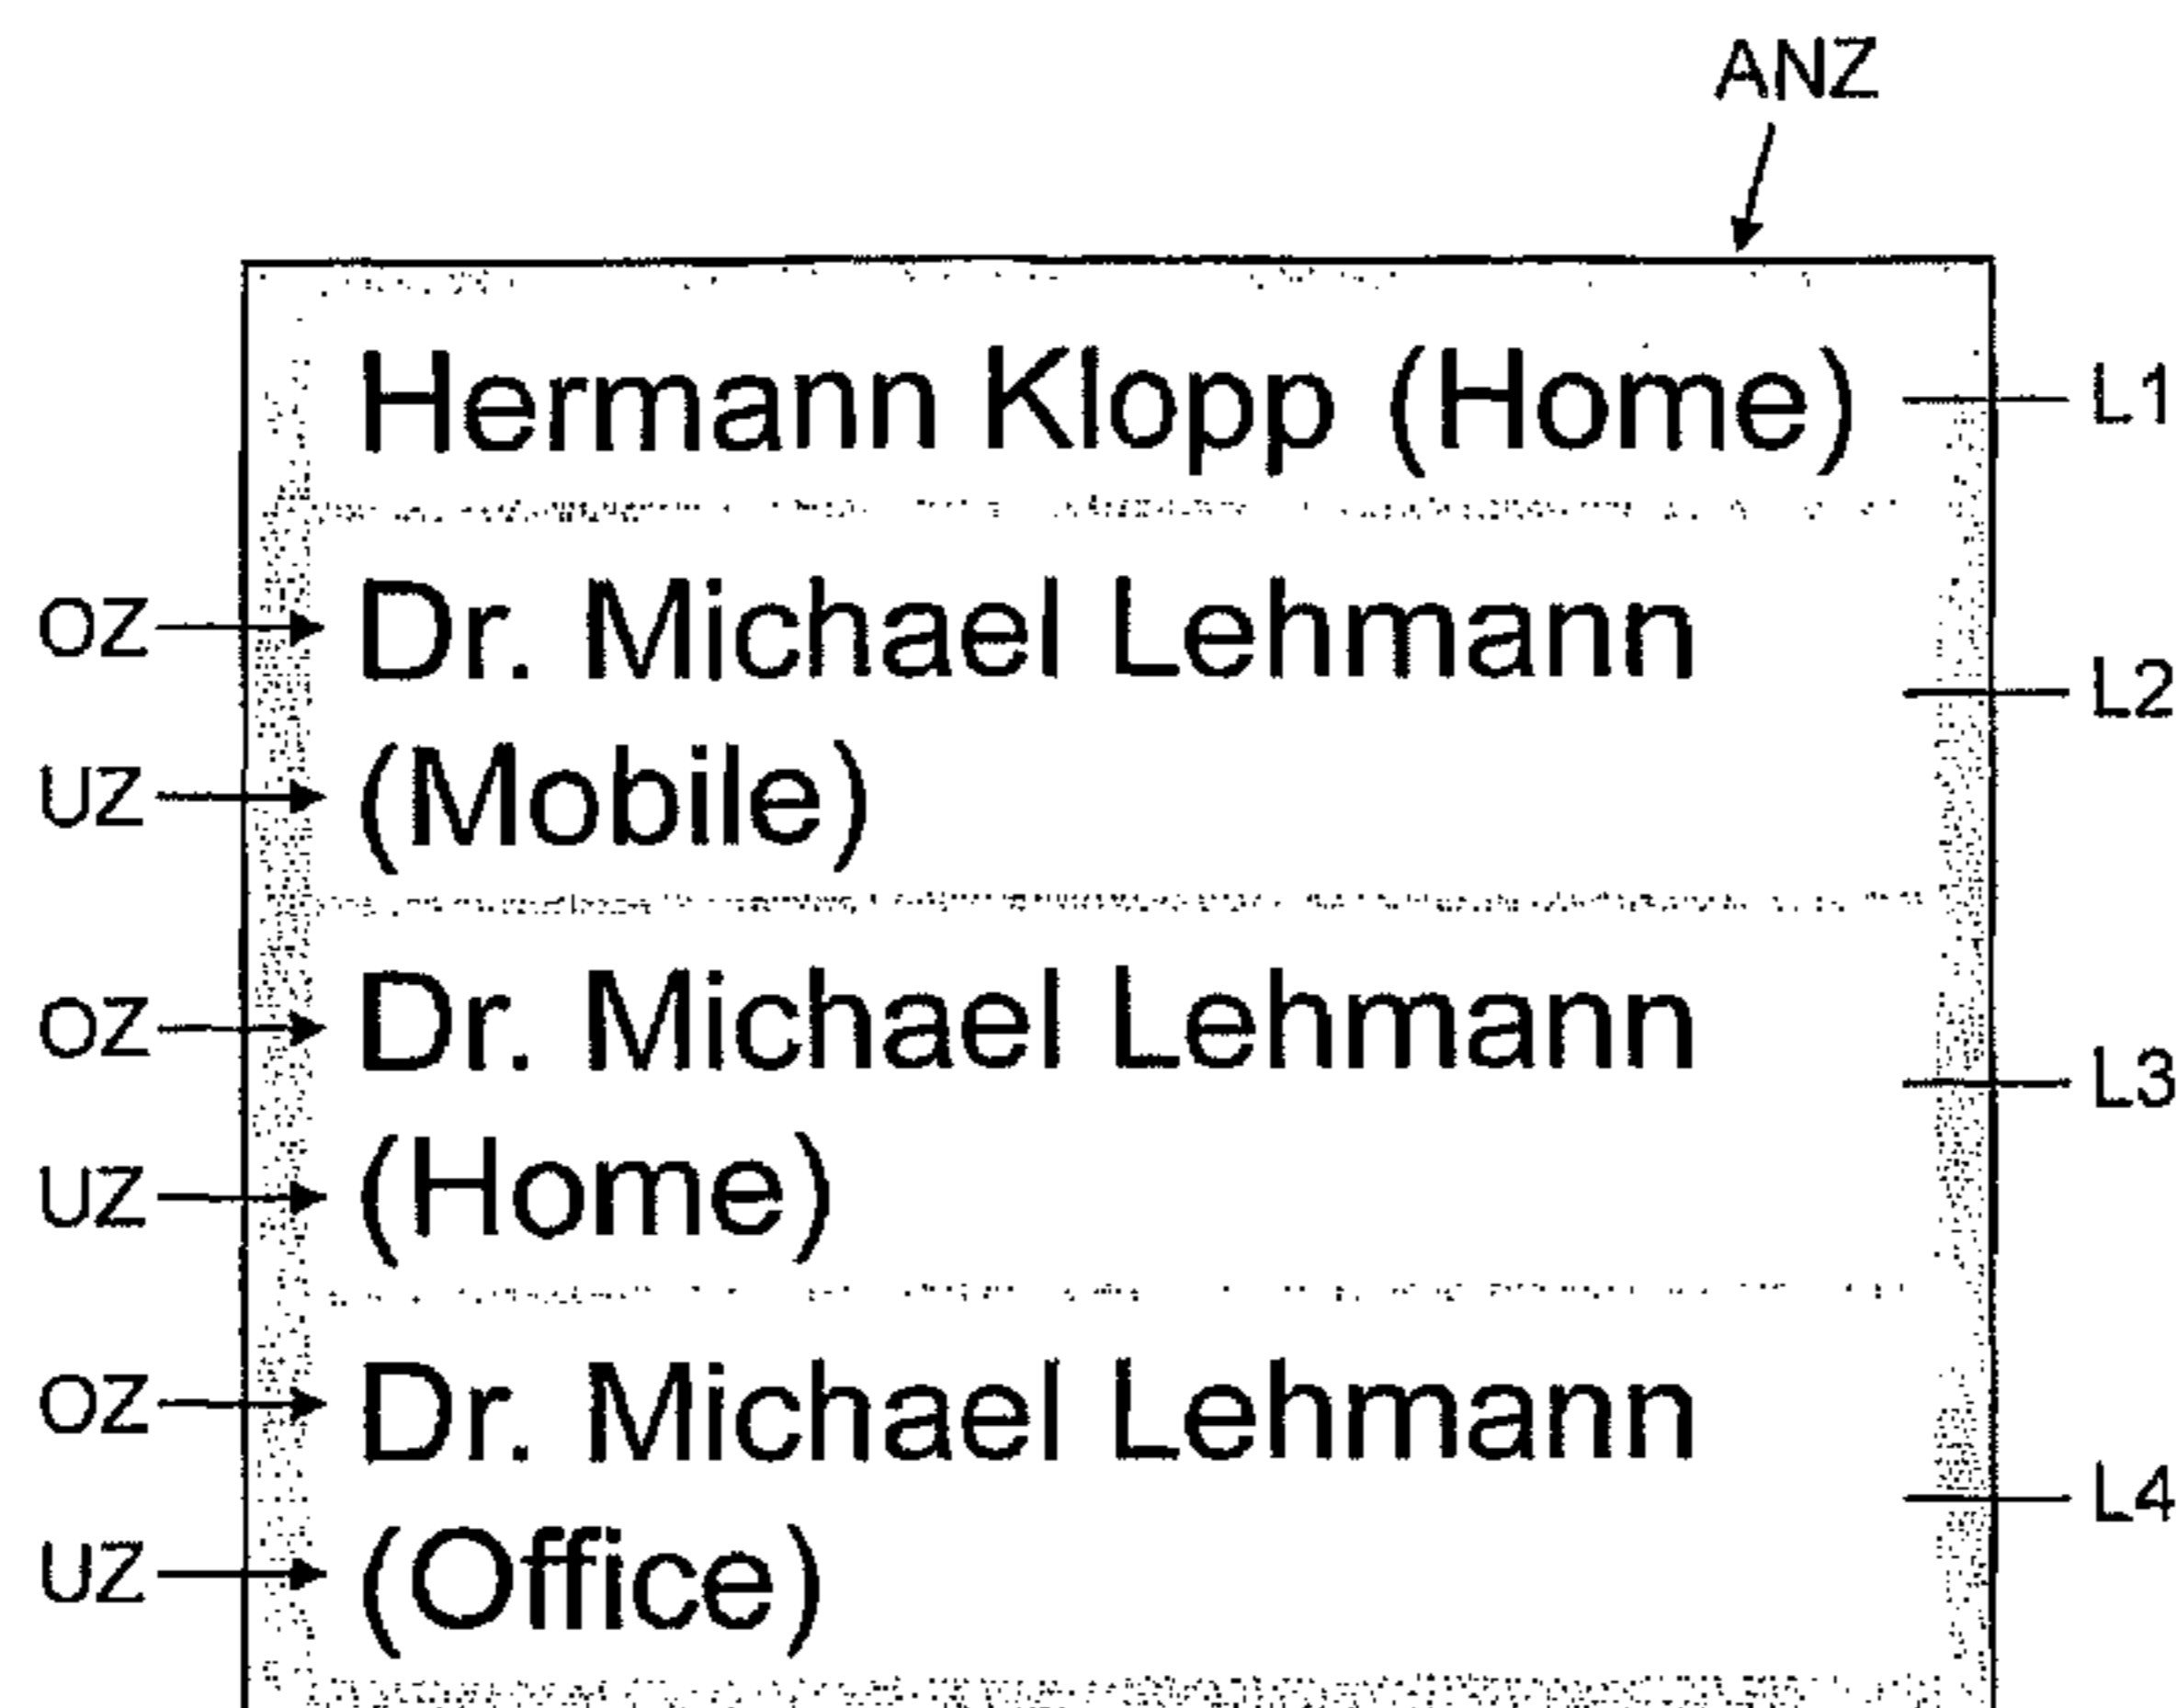 ANZ
Hermann Klopp (Home) L1
OZ Dr. Michael Lehmann
L2
UZ (Mobile)
OZ Dr. Michael Lehmann
L3
UZ (Home)
OZ Dr. Michael Lehmann
L4
UZ (Office)